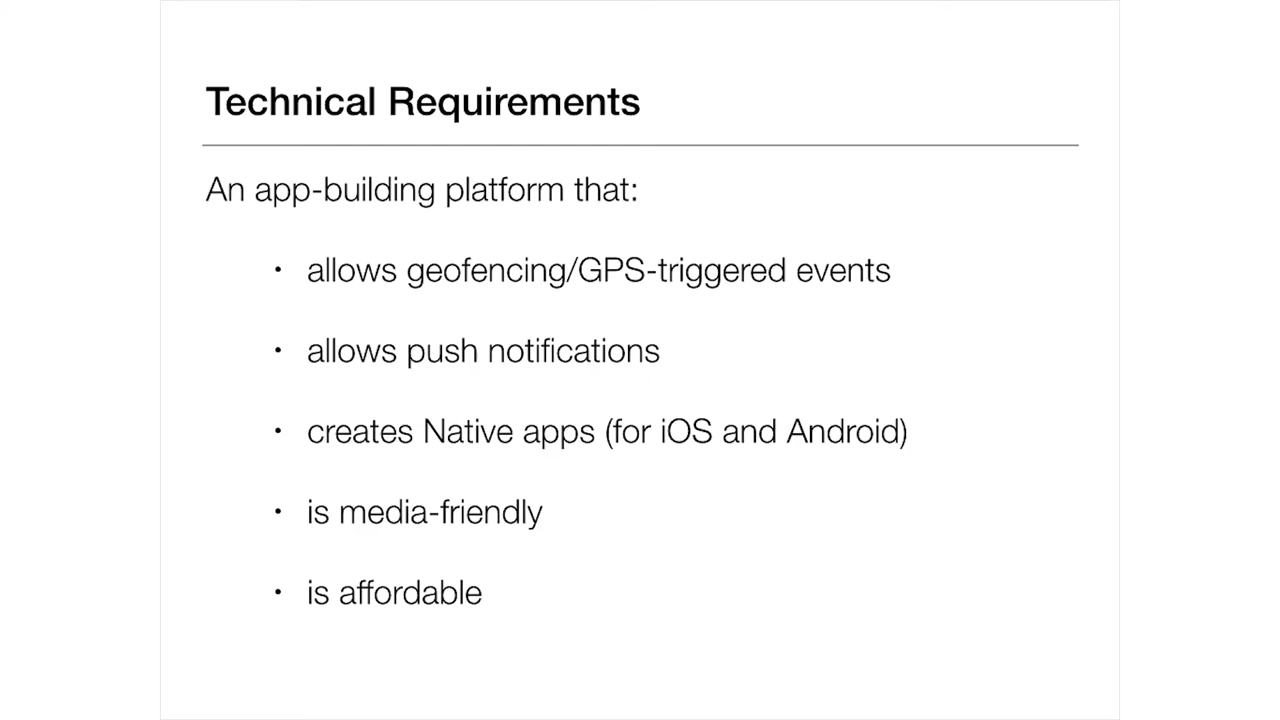 Technical Requirements
An app-building platform that:
• allows geofencing/GPS-triggered events
• allows push notifications
• creates Native apps (for iOS and Android)
• is media-friendly
• is affordable